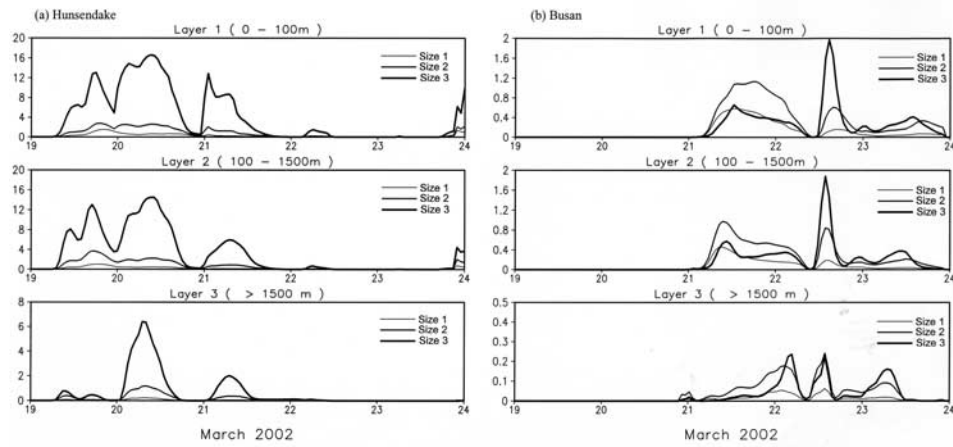 (a) Hunsendake
Layer 1 ( 0 - 100m )
20
16
12
8
4
0
Size 1
Size 2
Size 3
19 20 21 22 23 24
Layer 2 ( 100 - 1500m )
20
16
12
8
4
0
Size 1
Size 2
Size 3
19 20 21 22 23 24
Layer 3 ( > 1500 m )
8
6
4
2
0
Size 1
Size 2
Size 3
19 20 21 22 23 24
March 2002
(b) Busan
Layer 1 ( 0 - 100m )
2
1.6
1.2
0.8
0.4
0
Size 1
Size 2
Size 3
19 20 21 22 23 24
Layer 2 ( 100 - 1500m )
2
1.6
1.2
0.8
0.4
0
Size 1
Size 2
Size 3
19 20 21 22 23 24
Layer 3 ( > 1500 m )
0.5
0.4
0.3
0.2
0.1
0
Size 1
Size 2
Size 3
19 20 21 22 23 24
March 2002